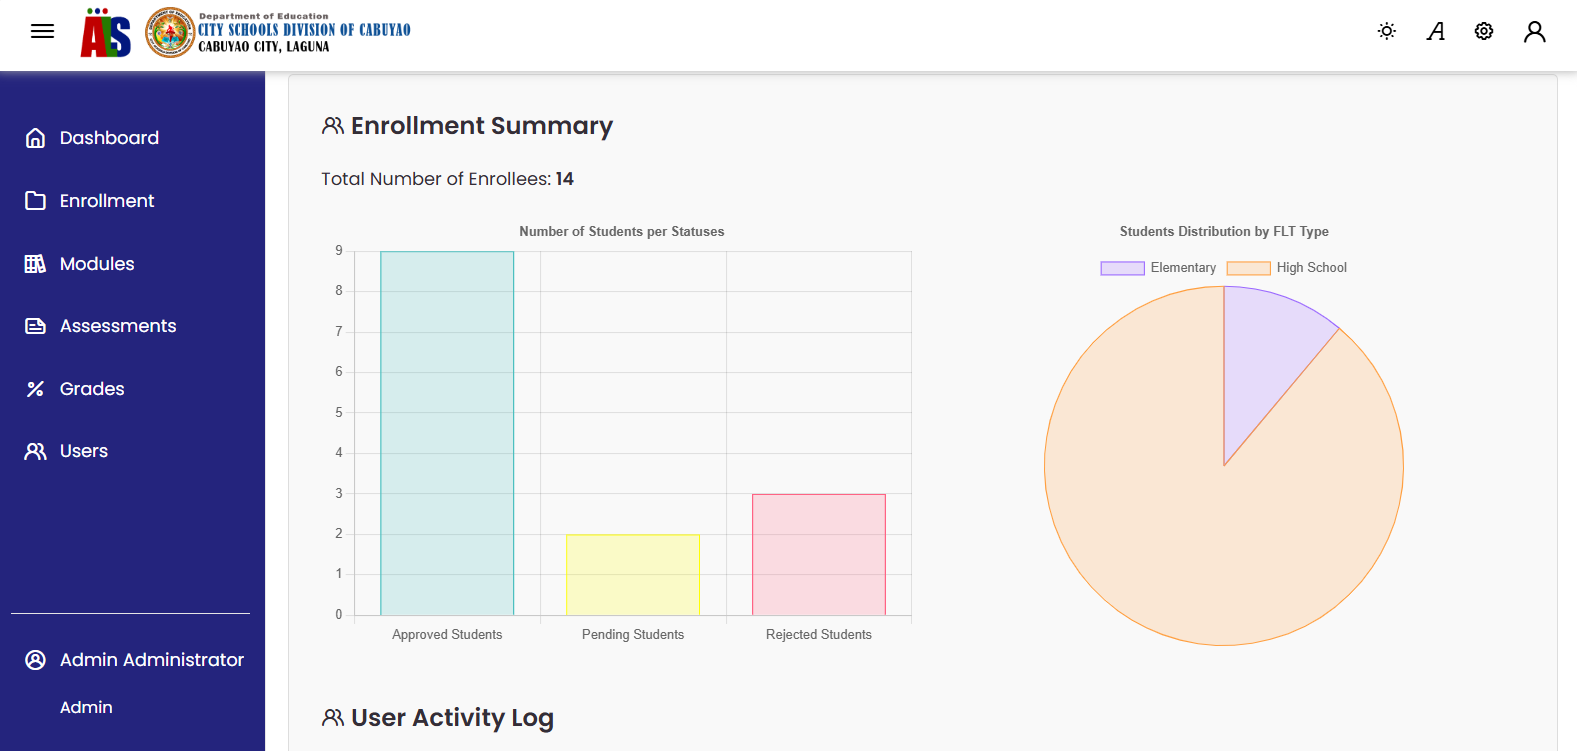 ALS
Department of Education
CITY SCHOOLS DIVISION OF CABUYAO
CABUYAO CITY, LAGUNA
Dashboard
Enrollment
Modules
Assessments
Grades
Users
Admin Administrator
Admin
Enrollment Summary
Total Number of Enrollees: 14
Number of Students per Statuses
9
8
7
6
5
4
3
2
1
0
Approved Students Pending Students Rejected Students
Students Distribution by FLT Type
Elementary High School
User Activity Log